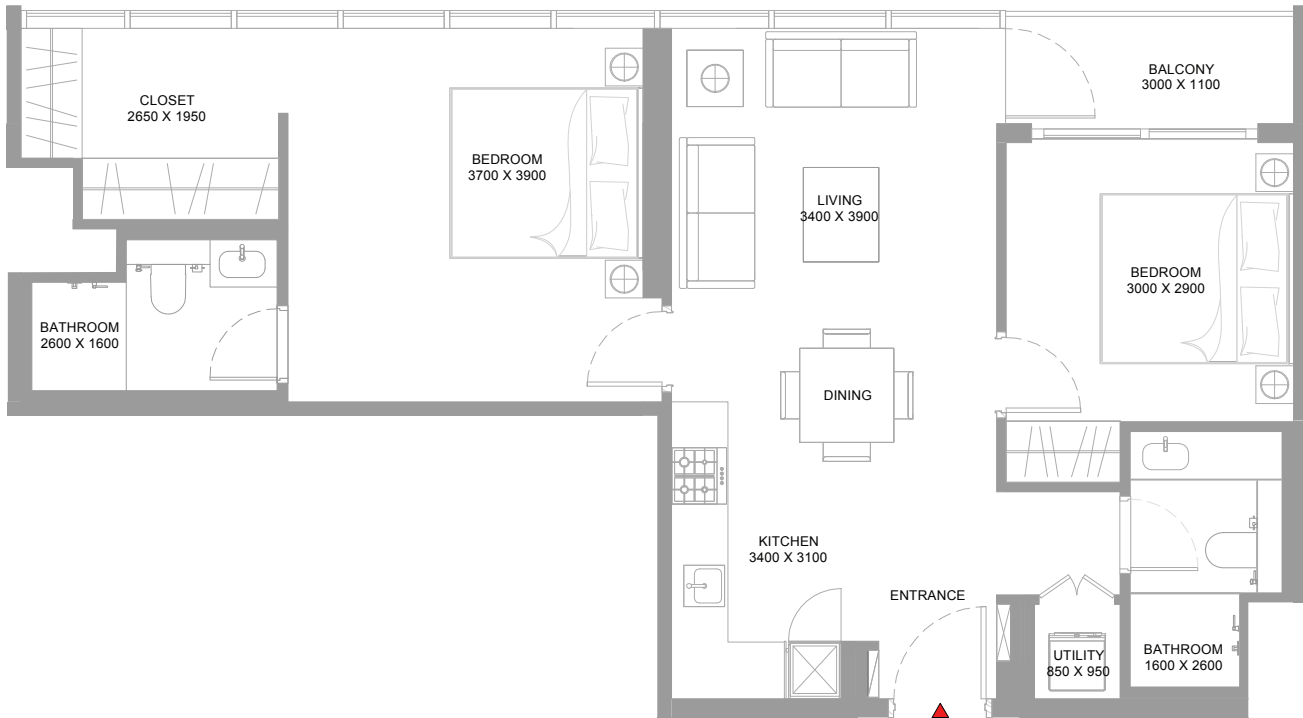 CLOSET
2650 X 1950
BALCONY
3000 X 1100
BEDROOM
3700 X 3900
LIVING
3400 X 3900
BEDROOM
3000 X 2900
BATHROOM
2600 X 1600
DINING
KITCHEN
3400 X 3100
ENTRANCE
UTILITY
850 X 950
BATHROOM
1600 X 2600